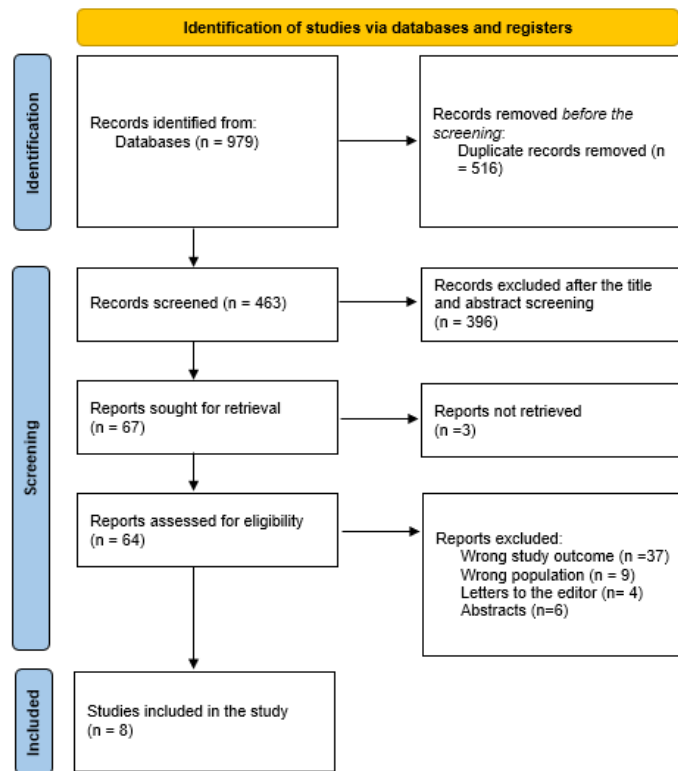 Identification of studies via databases and registers
Identification
Records identified from:
Databases (n = 979)
Records removed before the
screening:
Duplicate records removed (n
= 516)
Screening
Records screened (n = 463)
Records excluded after the title
and abstract screening
(n = 396)
Reports sought for retrieval
(n = 67)
Reports not retrieved
(n =3)
Reports assessed for eligibility
(n = 64)
Reports excluded:
Wrong study outcome (n =37)
Wrong population (n = 9)
Letters to the editor (n= 4)
Abstracts (n=6)
Included
Studies included in the study
(n = 8)